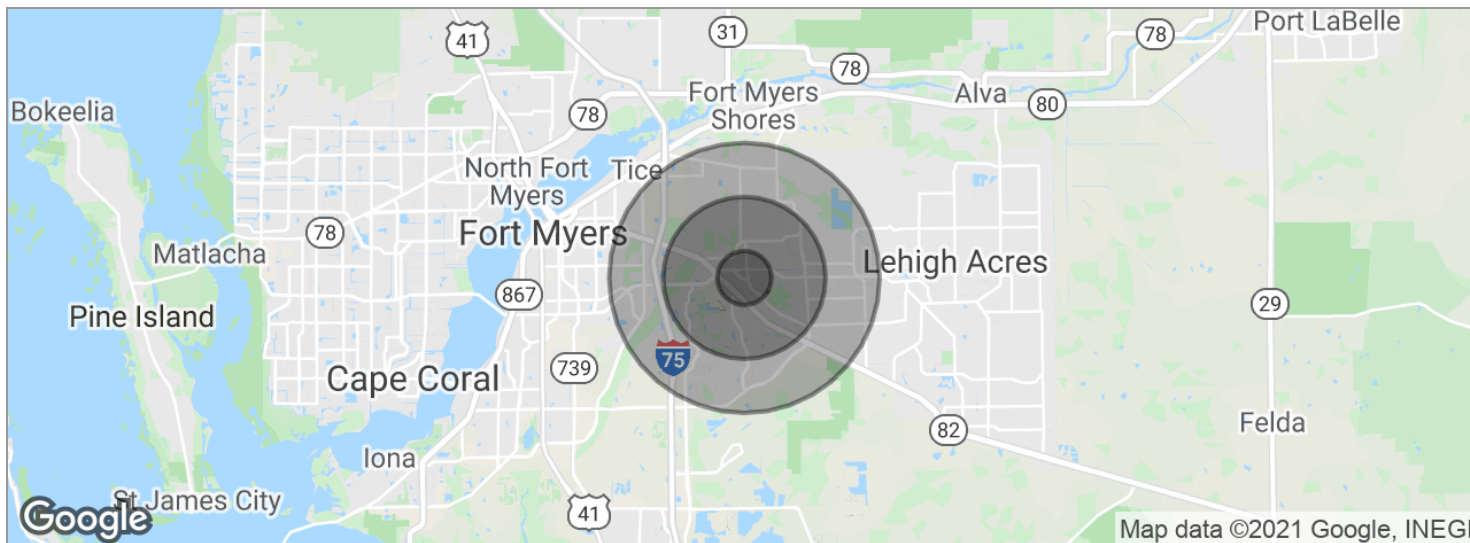 41
31
78
Port LaBelle
78
Bokeelia
78
Fort Myers
Shores
Alva
80
North Fort
Myers
Tice
78
Fort Myers
Matlacha
Lehigh Acres
867
29
Pine Island
75
739
Cape Coral
82
Felda
Iona
St James City
41
Google
Map data ©2021 Google, INEGI